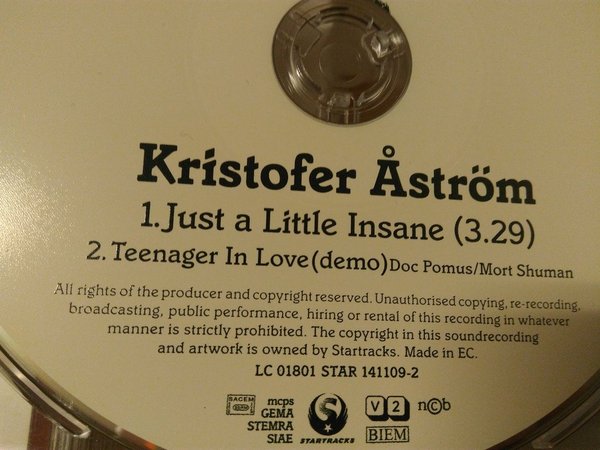 Kristofer Åström
1. Just a Little Insane (3.29)
2. Teenager In Love (demo) Doc Pomus/Mort Shuman
All rights of the producer and copyright reserved. Unauthorised copying, re-recording,
broadcasting, public performance, hiring or rental of this recording in whatever
manner is strictly prohibited. The copyright in this soundrecording
and artwork is owned by Startracks. Made in EC.
LC 01801 STAR 141109-2
SACEM
mcps
GEMA
STEMRA
SIAE
STARTRACKS
V2
BIEM
ncb